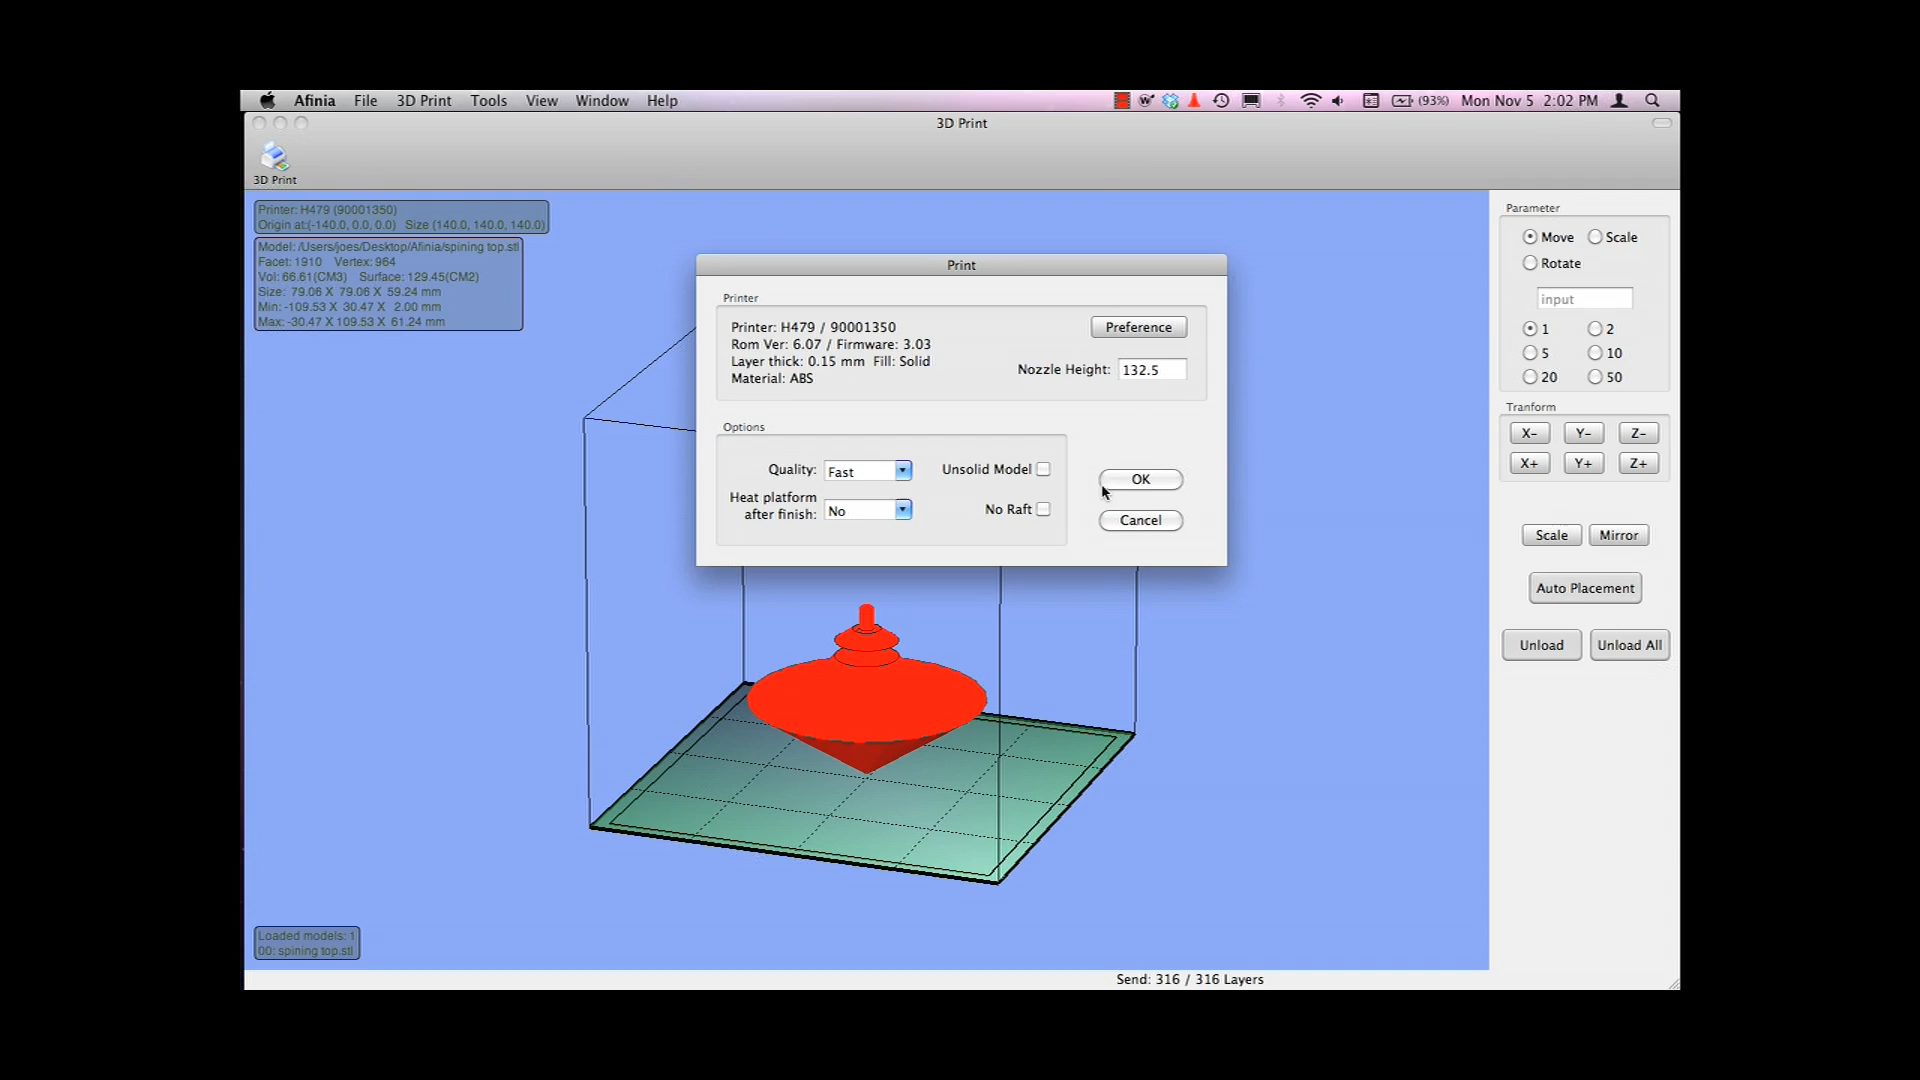 Afinia File 3D Print Tools View Window Help
(93%) Mon Nov 5 2:02 PM
3D Print
3D Print
Printer: H479 (90001350)
Origin at:(-140.0, 0.0, 0.0) Size (140.0, 140.0, 140.0)
Model: /Users/joes/Desktop/Afinia/spining top.stl
Facet: 1910 Vertex: 964
Vol: 66.61(CM3) Surface: 129.45(CM2)
Size: 79.06 X 79.06 X 59.24 mm
Min: -109.53 X 30.47 X 2.00 mm
Max: -30.47 X 109.53 X 61.24 mm
Print
Printer
Printer: H479 / 90001350
Rom Ver: 6.07 / Firmware: 3.03
Layer thick: 0.15 mm Fill: Solid
Material: ABS
Preference
Nozzle Height: 132.5
Options
Quality: Fast
Unsolid Model
Heat platform
after finish: No
No Raft
OK
Cancel
Parameter
Move Scale
Rotate
input
1 2
5 10
20 50
Tranform
X- Y- Z-
X+ Y+ Z+
Scale Mirror
Auto Placement
Unload Unload All
Loaded models: 1
00: spining top.stl
Send: 316 / 316 Layers